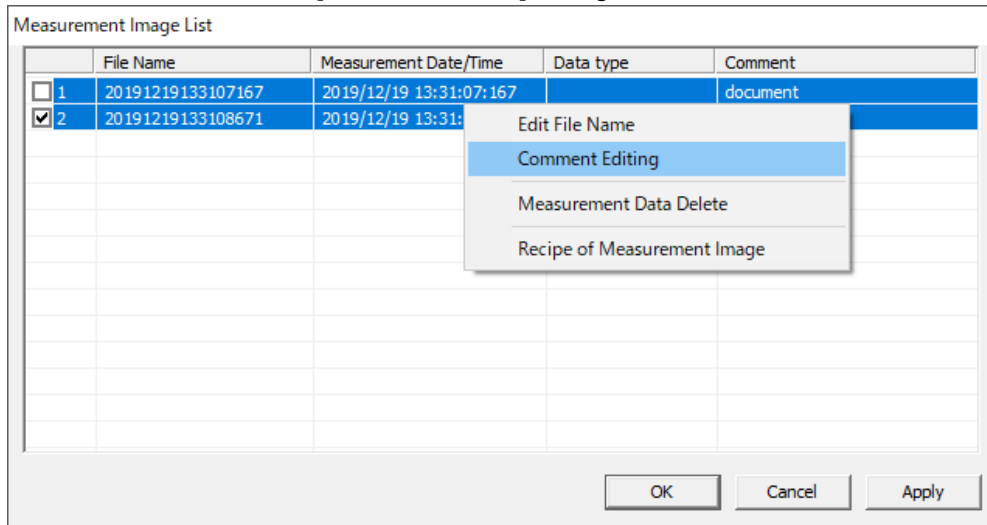 Measurement Image List
File Name Measurement Date/Time Data type Comment
1 20191219133107167 2019/12/19 13:31:07:167 document
2 20191219133108671 2019/12/19 13:31:
Edit File Name
Comment Editing
Measurement Data Delete
Recipe of Measurement Image
OK Cancel Apply